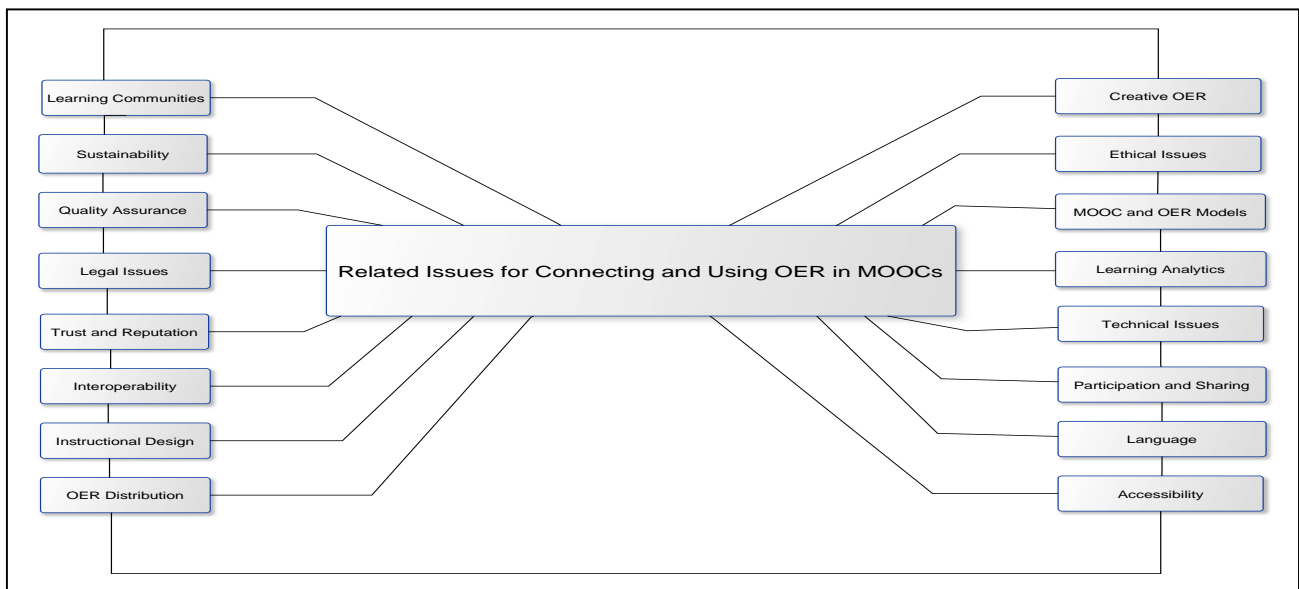 Learning Communities
Sustainability
Quality Assurance
Legal Issues
Trust and Reputation
Interoperability
Instructional Design
OER Distribution
Related Issues for Connecting and Using OER in MOOCs
Creative OER
Ethical Issues
MOOC and OER Models
Learning Analytics
Technical Issues
Participation and Sharing
Language
Accessibility